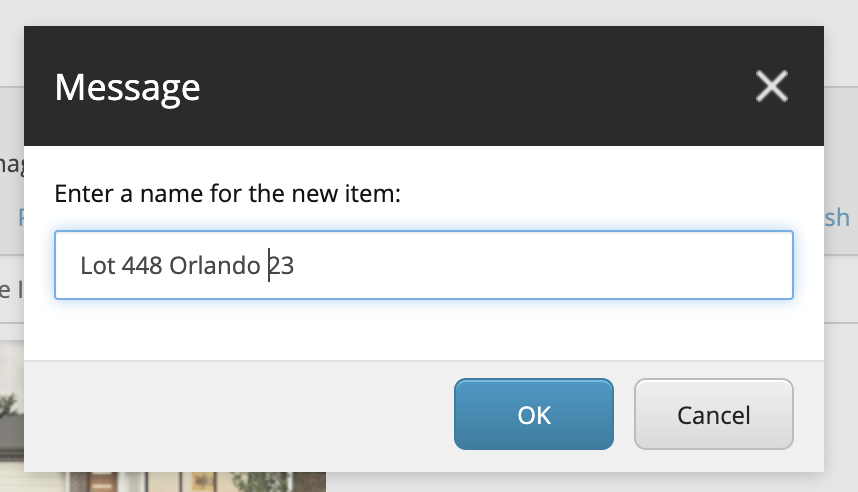 Message
Enter a name for the new item:
Lot 448 Orlando 23
OK
Cancel